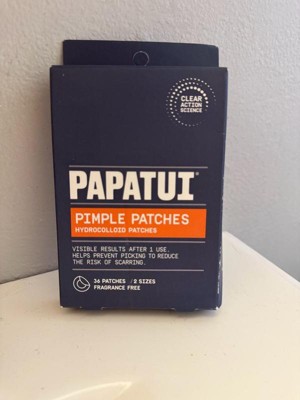 CLEAR
ACTION
SCIENCE
PAPATUI®
PIMPLE PATCHES
HYDROCOLLOID PATCHES
VISIBLE RESULTS AFTER 1 USE.
HELPS PREVENT PICKING TO REDUCE
THE RISK OF SCARRING.
36 PATCHES / 2 SIZES
FRAGRANCE FREE